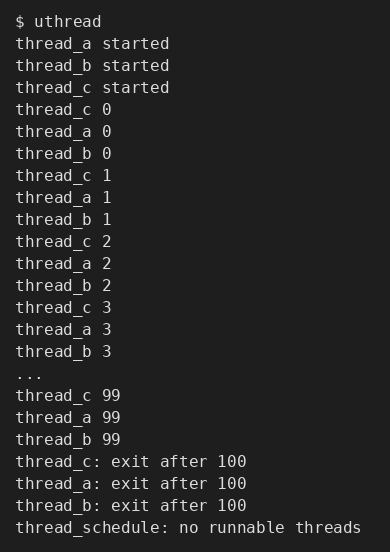 $ uthread
thread_a started
thread_b started
thread_c started
thread_c 0
thread_a 0
thread_b 0
thread_c 1
thread_a 1
thread_b 1
thread_c 2
thread_a 2
thread_b 2
thread_c 3
thread_a 3
thread_b 3
...
thread_c 99
thread_a 99
thread_b 99
thread_c: exit after 100
thread_a: exit after 100
thread_b: exit after 100
thread_schedule: no runnable threads